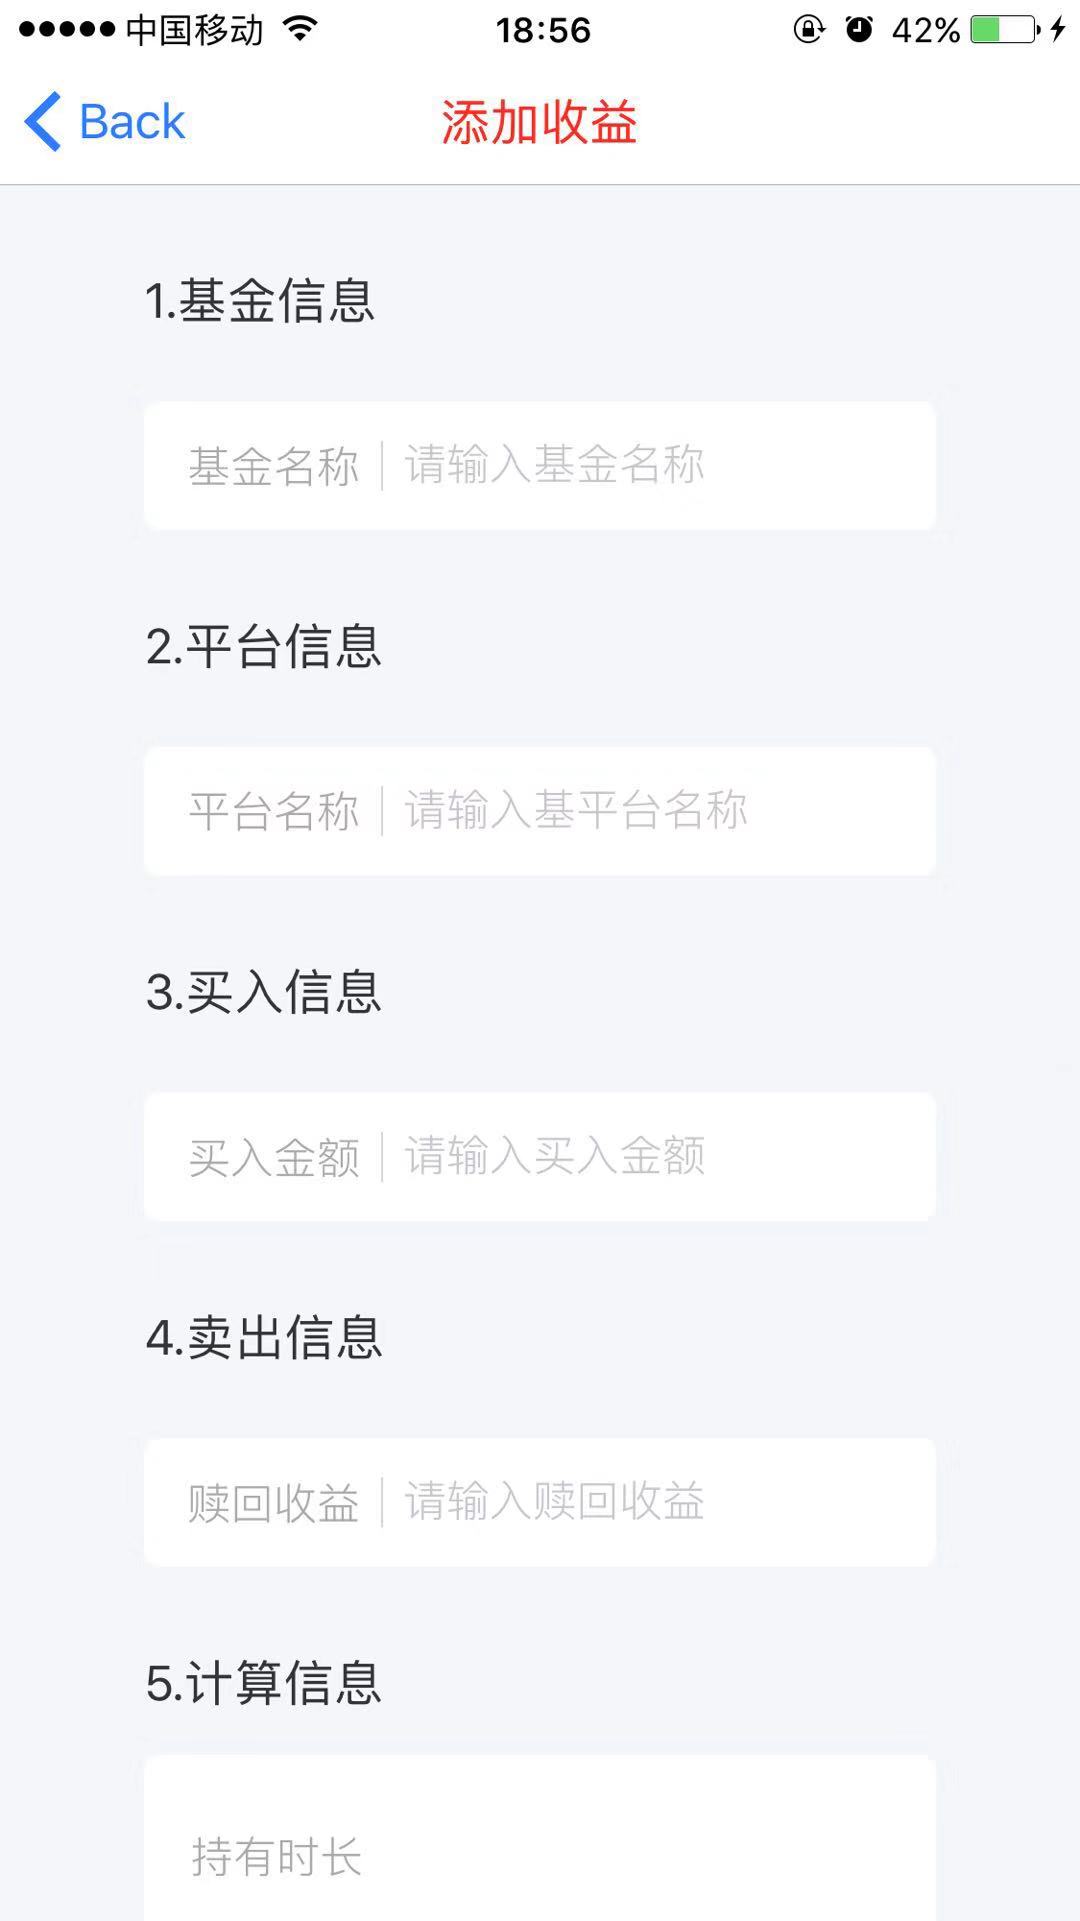 中国移动 18:56 42%
Back 添加收益
1.基金信息
基金名称 请输入基金名称
2.平台信息
平台名称 请输入基平台名称
3.买入信息
买入金额 请输入买入金额
4.卖出信息
赎回收益 请输入赎回收益
5.计算信息
持有时长